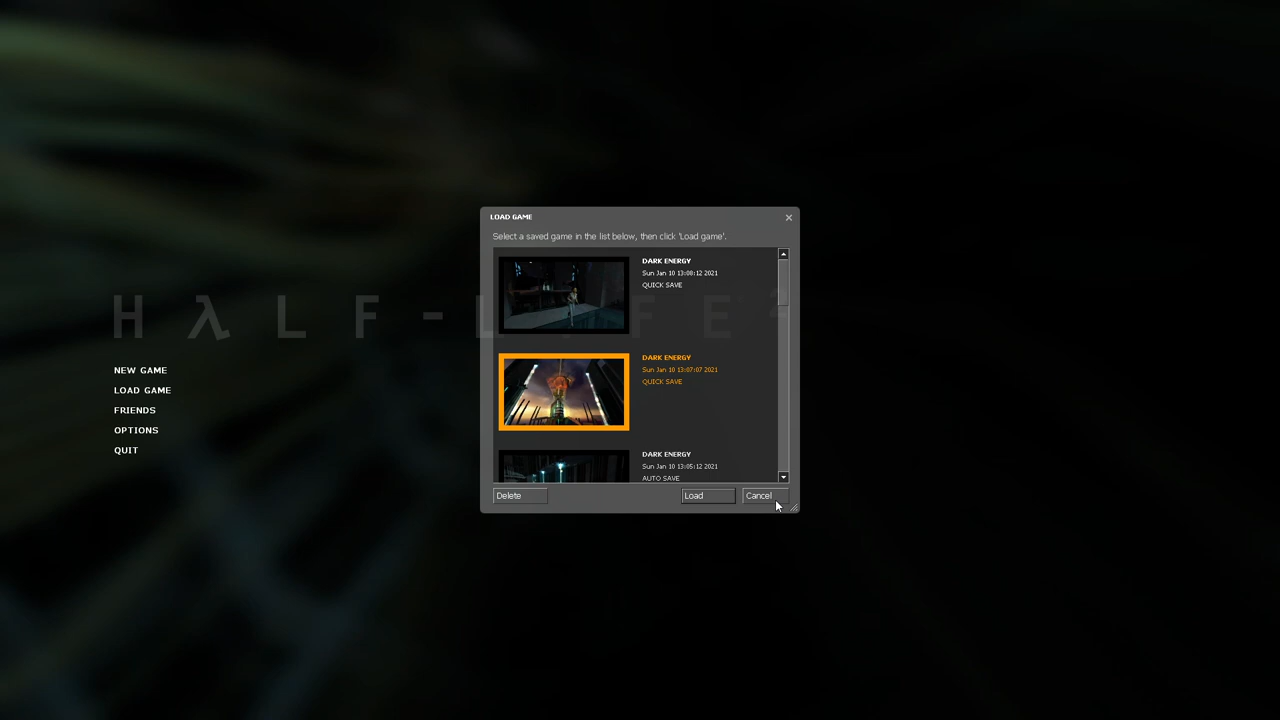 LOAD GAME
Select a saved game in the list below, then click 'Load game'.
DARK ENERGY
Sun Jan 10 13:08:12 2021
QUICK SAVE
HλLF-LIFE²
DARK ENERGY
Sun Jan 10 13:07:07 2021
QUICK SAVE
NEW GAME
LOAD GAME
FRIENDS
OPTIONS
QUIT
DARK ENERGY
Sun Jan 10 13:05:12 2021
AUTO SAVE
Delete
Load
Cancel